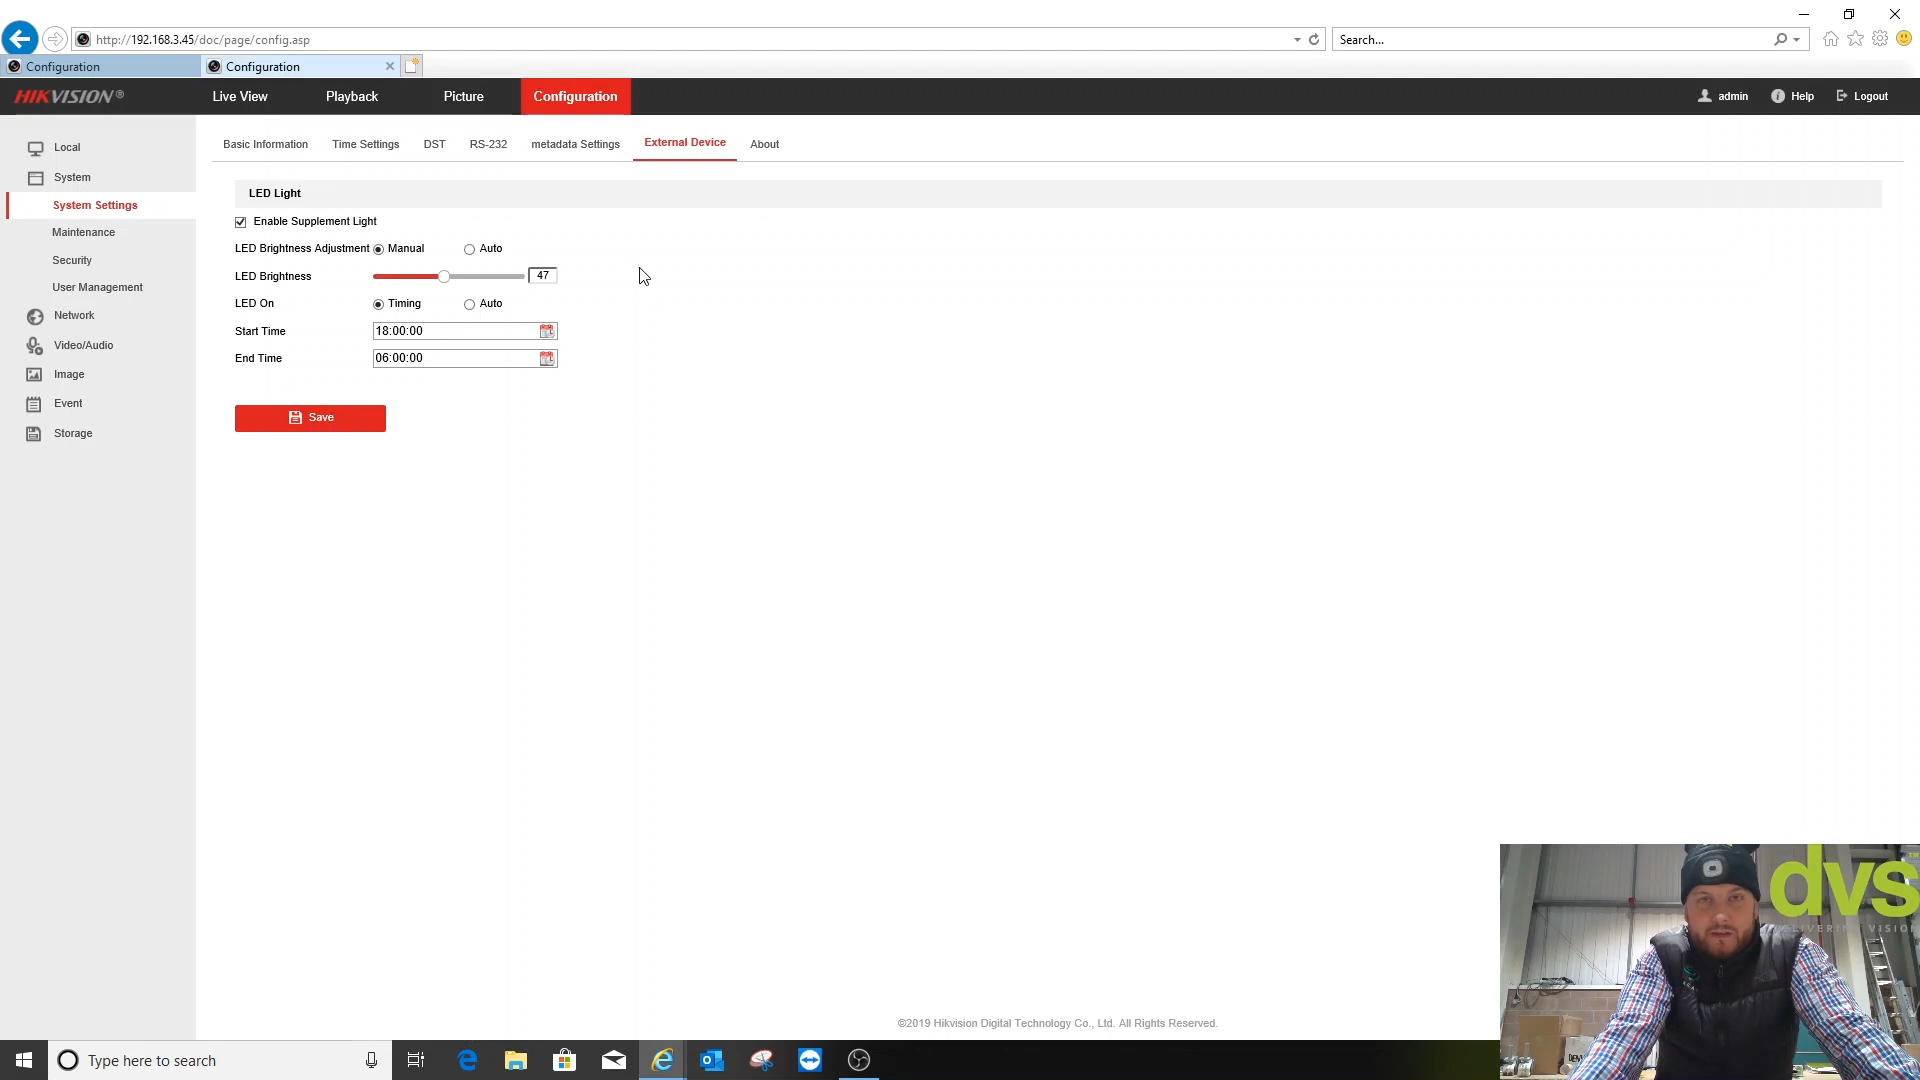 http://192.168.3.45/doc/page/config.asp
Search...
Configuration
Configuration
HIKVISION®
Live View
Playback
Picture
Configuration
admin
Help
Logout
Local
System
System Settings
Maintenance
Security
User Management
Network
Video/Audio
Image
Event
Storage
Basic Information
Time Settings
DST
RS-232
metadata Settings
External Device
About
LED Light
Enable Supplement Light
LED Brightness Adjustment
Manual
Auto
LED Brightness
47
LED On
Timing
Auto
Start Time
18:00:00
End Time
06:00:00
Save
©2019 Hikvision Digital Technology Co., Ltd. All Rights Reserved.
dvs™
Type here to search